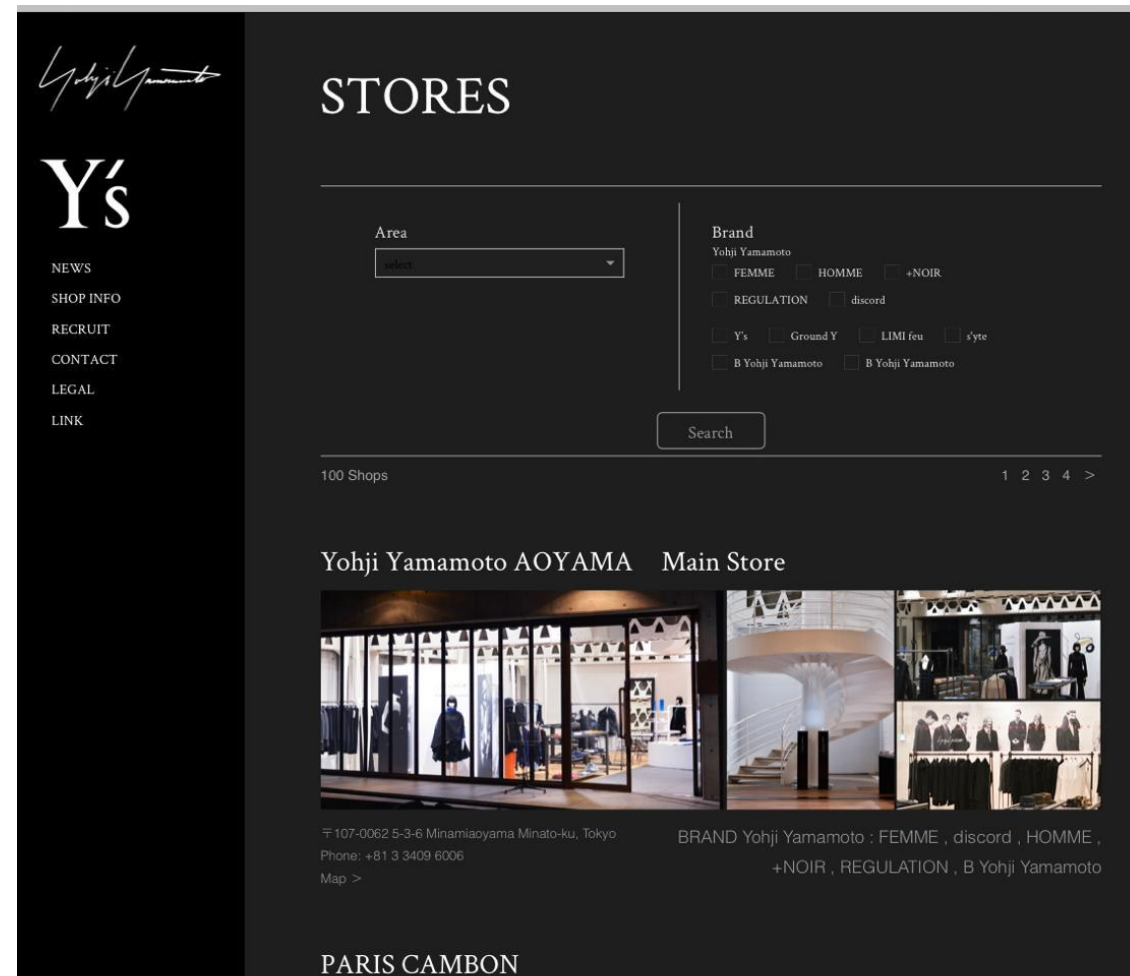 Yohji Yamamoto
Y's
NEWS
SHOP INFO
RECRUIT
CONTACT
LEGAL
LINK
STORES
Area
select
Brand
Yohji Yamamoto
FEMME HOMME +NOIR
REGULATION discord
Y's Ground Y LIMI feu s'yte
B Yohji Yamamoto B Yohji Yamamoto
Search
100 Shops
1 2 3 4 >
Yohji Yamamoto AOYAMA Main Store
〒107-0062 5-3-6 Minamiaoyama Minato-ku, Tokyo
Phone: +81 3 3409 6006
Map >
BRAND Yohji Yamamoto : FEMME , discord , HOMME ,
+NOIR , REGULATION , B Yohji Yamamoto
PARIS CAMBON